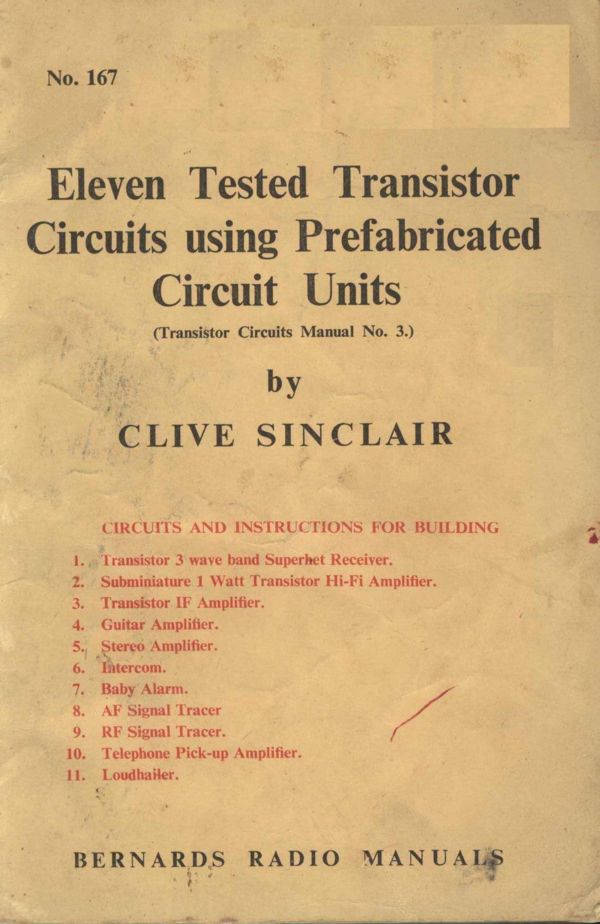 No. 167
Eleven Tested Transistor
Circuits using Prefabricated
Circuit Units
(Transistor Circuits Manual No. 3.)
by
CLIVE SINCLAIR
CIRCUITS AND INSTRUCTIONS FOR BUILDING
1. Transistor 3 wave band Superhet Receiver.
2. Subminiature 1 Watt Transistor Hi-Fi Amplifier.
3. Transistor IF Amplifier.
4. Guitar Amplifier.
5. Stereo Amplifier.
6. Intercom.
7. Baby Alarm.
8. AF Signal Tracer
9. RF Signal Tracer.
10. Telephone Pick-up Amplifier.
11. Loudhailer.
BERNARDS RADIO MANUALS